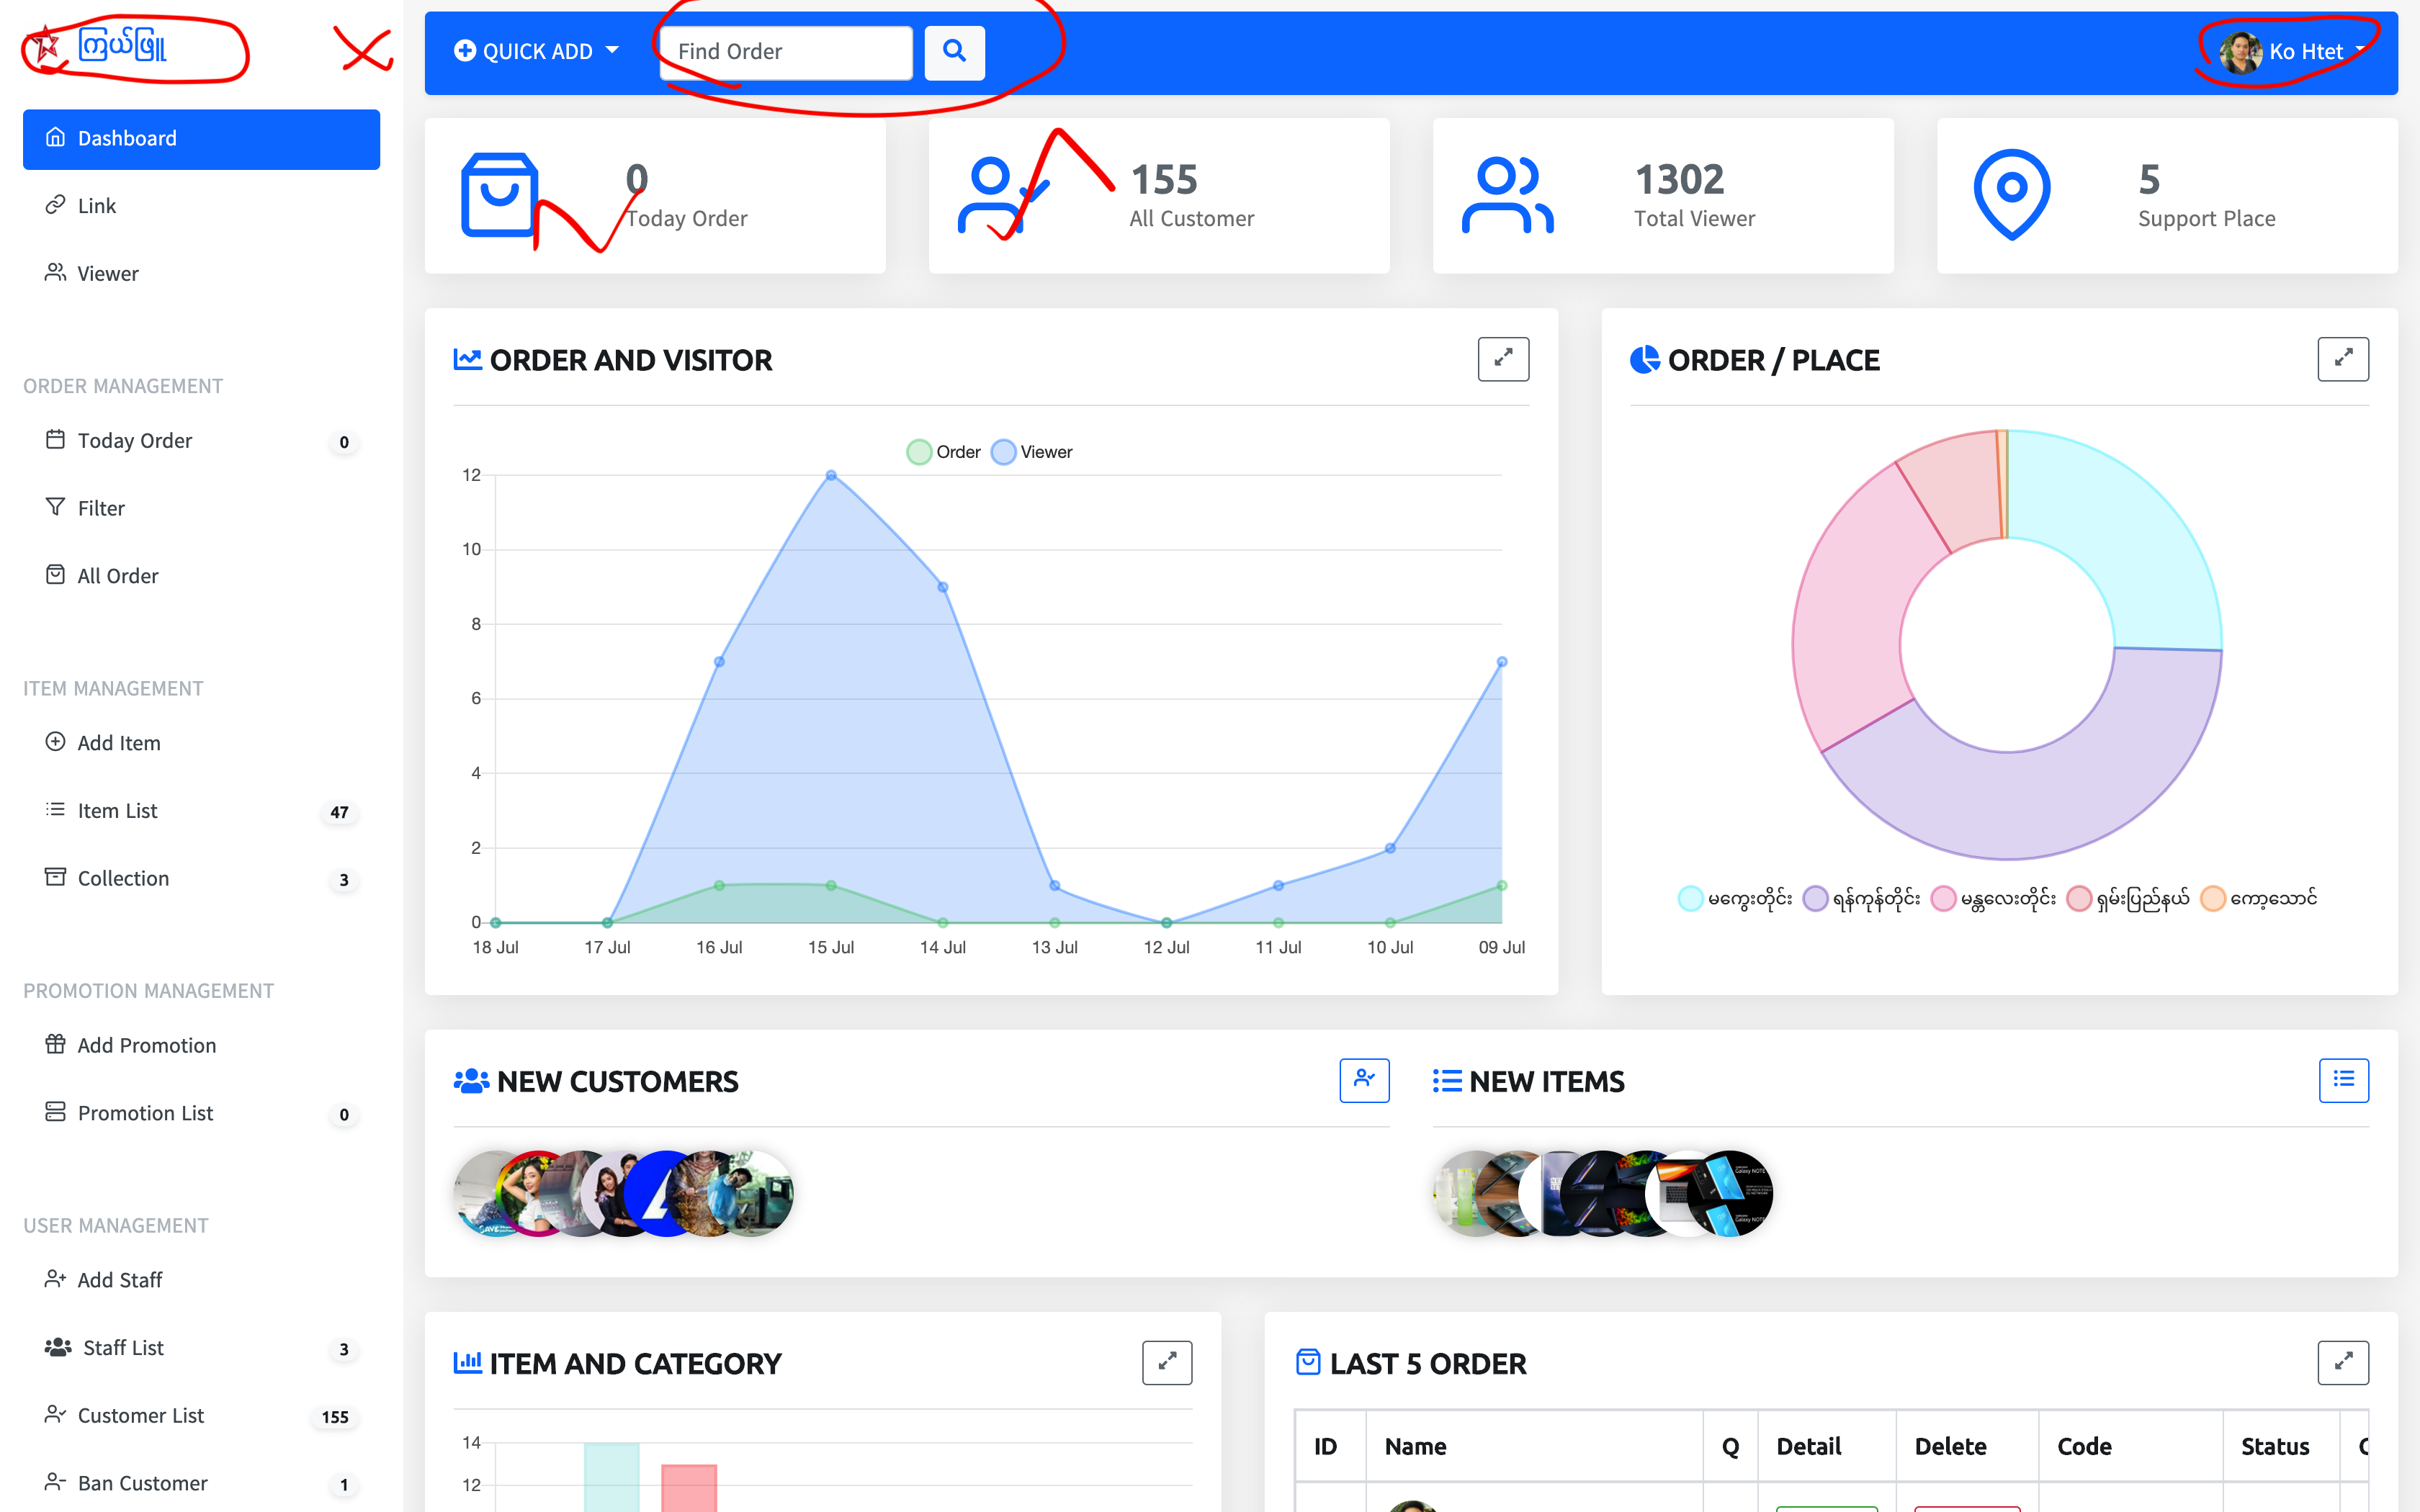 ကြယ်ဖြူ
QUICK ADD
Find Order
Ko Htet
Dashboard
Link
Viewer
ORDER MANAGEMENT
Today Order 0
Filter
All Order
ITEM MANAGEMENT
Add Item
Item List 47
Collection 3
PROMOTION MANAGEMENT
Add Promotion
Promotion List 0
USER MANAGEMENT
Add Staff
Staff List 3
Customer List 155
Ban Customer 1
0
Today Order
155
All Customer
1302
Total Viewer
5
Support Place
ORDER AND VISITOR
Order Viewer
12
10
8
6
4
2
0
18 Jul 17 Jul 16 Jul 15 Jul 14 Jul 13 Jul 12 Jul 11 Jul 10 Jul 09 Jul
ORDER / PLACE
မကွေးတိုင်း ရန်ကုန်တိုင်း မန္တလေးတိုင်း ရှမ်းပြည်နယ် ကော့သောင်
NEW CUSTOMERS
NEW ITEMS
ITEM AND CATEGORY
14
12
LAST 5 ORDER
ID Name Q Detail Delete Code Status